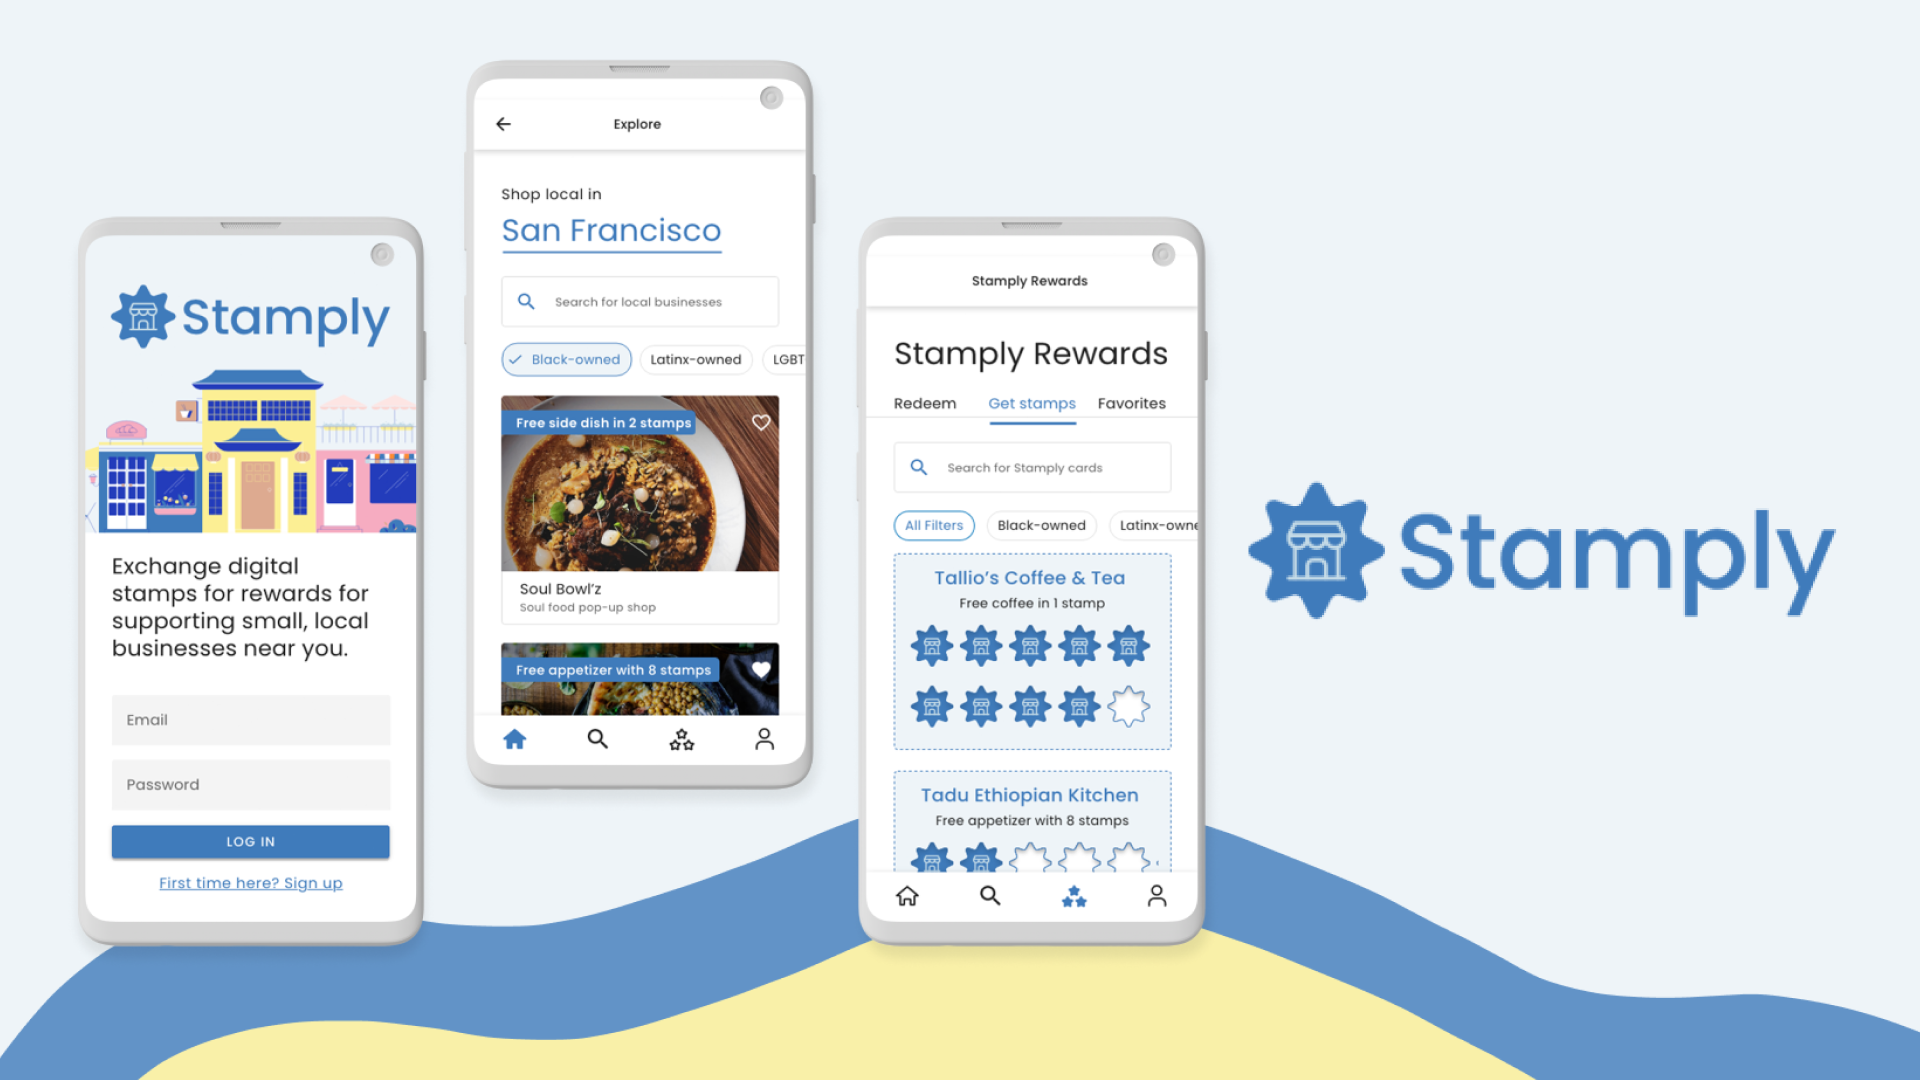 Stamply
Exchange digital
stamps for rewards for
supporting small, local
businesses near you.
Email
Password
LOG IN
First time here? Sign up
Explore
Shop local in
San Francisco
Search for local businesses
Black-owned Latinx-owned LGBT
Free side dish in 2 stamps
Soul Bowl'z
Soul food pop-up shop
Free appetizer with 8 stamps
Stamply Rewards
Stamply Rewards
Redeem Get stamps Favorites
Search for Stamply cards
All Filters Black-owned Latinx-owne
Tallio's Coffee & Tea
Free coffee in 1 stamp
Tadu Ethiopian Kitchen
Free appetizer with 8 stamps
Stamply